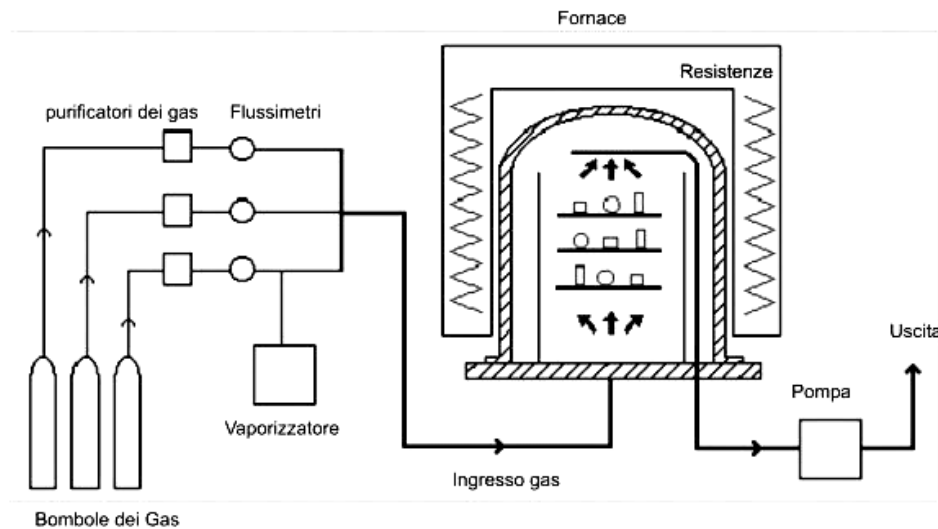 Fornace
Resistenze
purificatori dei gas
Flussimetri
Uscita
Pompa
Vaporizzatore
Ingresso gas
Bombole dei Gas